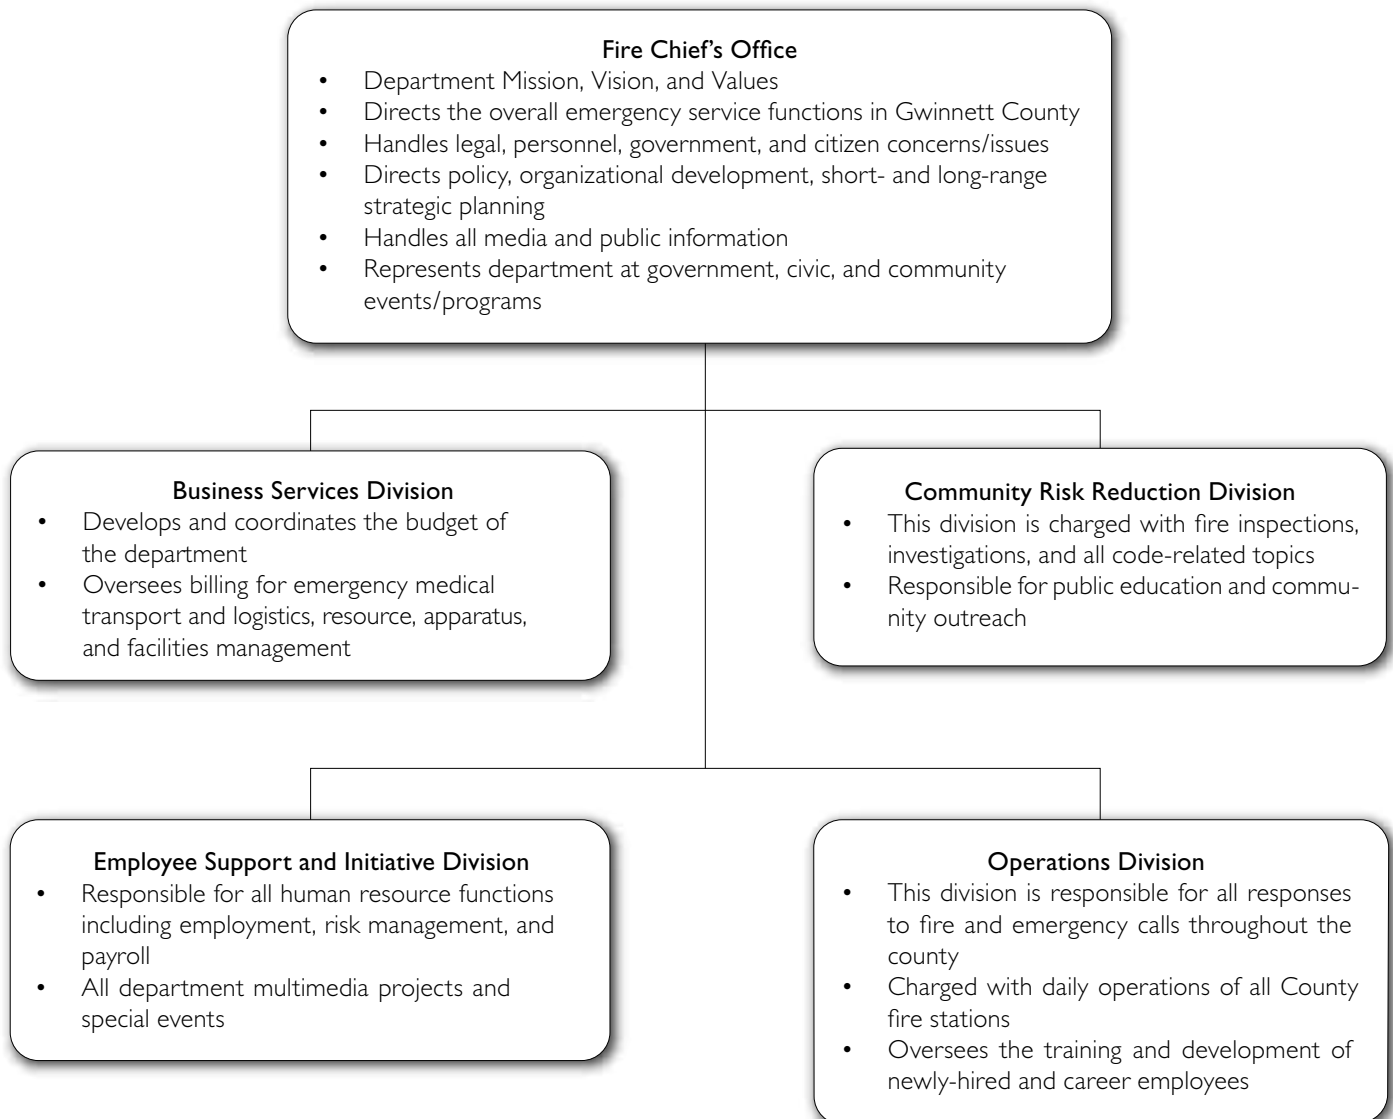 Fire Chief's Office
• Department Mission, Vision, and Values
• Directs the overall emergency service functions in Gwinnett County
• Handles legal, personnel, government, and citizen concerns/issues
• Directs policy, organizational development, short- and long-range
strategic planning
• Handles all media and public information
• Represents department at government, civic, and community
events/programs
Business Services Division
• Develops and coordinates the budget of
the department
• Oversees billing for emergency medical
transport and logistics, resource, apparatus,
and facilities management
Community Risk Reduction Division
• This division is charged with fire inspections,
investigations, and all code-related topics
• Responsible for public education and commu-
nity outreach
Employee Support and Initiative Division
• Responsible for all human resource functions
including employment, risk management, and
payroll
• All department multimedia projects and
special events
Operations Division
• This division is responsible for all responses
to fire and emergency calls throughout the
county
• Charged with daily operations of all County
fire stations
• Oversees the training and development of
newly-hired and career employees